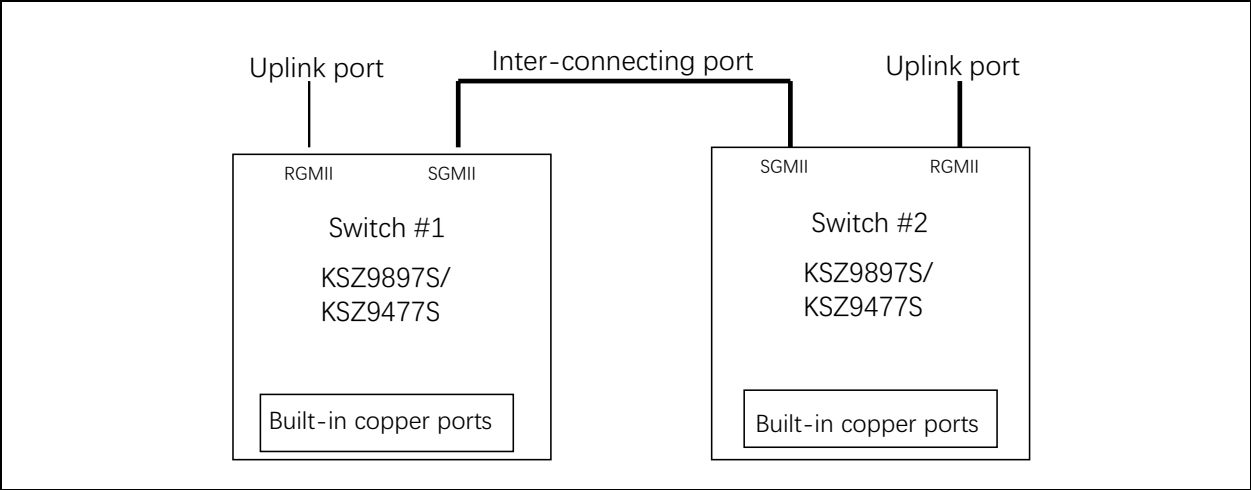 Uplink port
Inter-connecting port
Uplink port
RGMII
SGMII
SGMII
RGMII
Switch #1
KSZ9897S/
KSZ9477S
Built-in copper ports
Switch #2
KSZ9897S/
KSZ9477S
Built-in copper ports